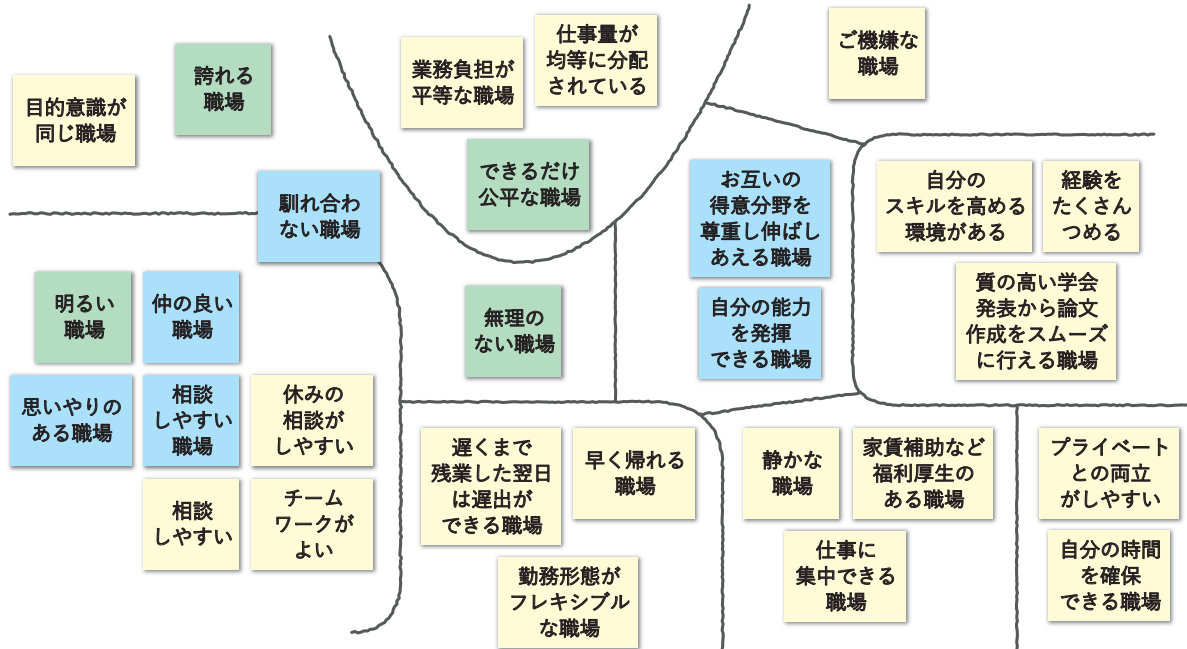 目的意識が
同じ職場
誇れる
職場
業務負担が
平等な職場
仕事量が
均等に分配
されている
できるだけ
公平な職場
ご機嫌な
職場
馴れ合わ
ない職場
明るい
職場
仲の良い
職場
思いやりの
ある職場
相談
しやすい
職場
休みの
相談が
しやすい
相談
しやすい
チーム
ワークが
よい
無理の
ない職場
お互いの
得意分野を
尊重し伸ばし
あえる職場
自分の能力
を発揮
できる職場
自分の
スキルを高める
環境がある
経験を
たくさん
つめる
質の高い学会
発表から論文
作成をスムーズ
に行える職場
遅くまで
残業した翌日
は遅出が
できる職場
早く帰れる
職場
勤務形態が
フレキシブル
な職場
静かな
職場
家賃補助など
福利厚生の
ある職場
仕事に
集中できる
職場
プライベート
との両立
がしやすい
自分の時間
を確保
できる職場